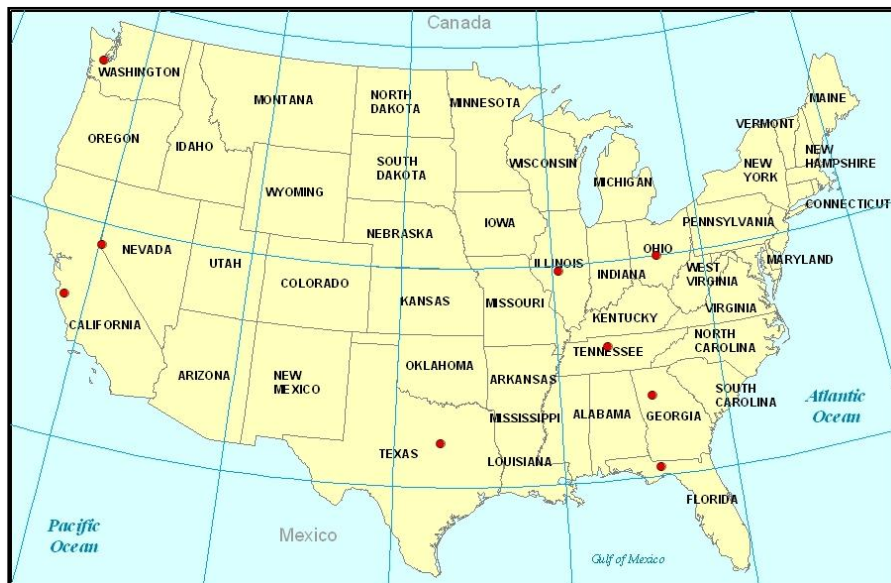 Canada
WASHINGTON
MONTANA
NORTH
DAKOTA
MINNESOTA
MAINE
VERMONT
OREGON
IDAHO
WISCONSIN
NEW
HAMPSHIRE
SOUTH
DAKOTA
NEW
YORK
MICHIGAN
WYOMING
CONNECTICUT
IOWA
PENNSYLVANIA
NEBRASKA
NEVADA
OHIO
UTAH
ILLINOIS
INDIANA
MARYLAND
WEST
VIRGINIA
COLORADO
KANSAS
MISSOURI
VIRGINIA
KENTUCKY
CALIFORNIA
NORTH
CAROLINA
TENNESSEE
OKLAHOMA
ARIZONA
NEW
MEXICO
ARKANSAS
SOUTH
CAROLINA
Atlantic
Ocean
MISSISSIPPI
ALABAMA
GEORGIA
TEXAS
LOUISIANA
FLORIDA
Pacific
Ocean
Mexico
Gulf of Mexico